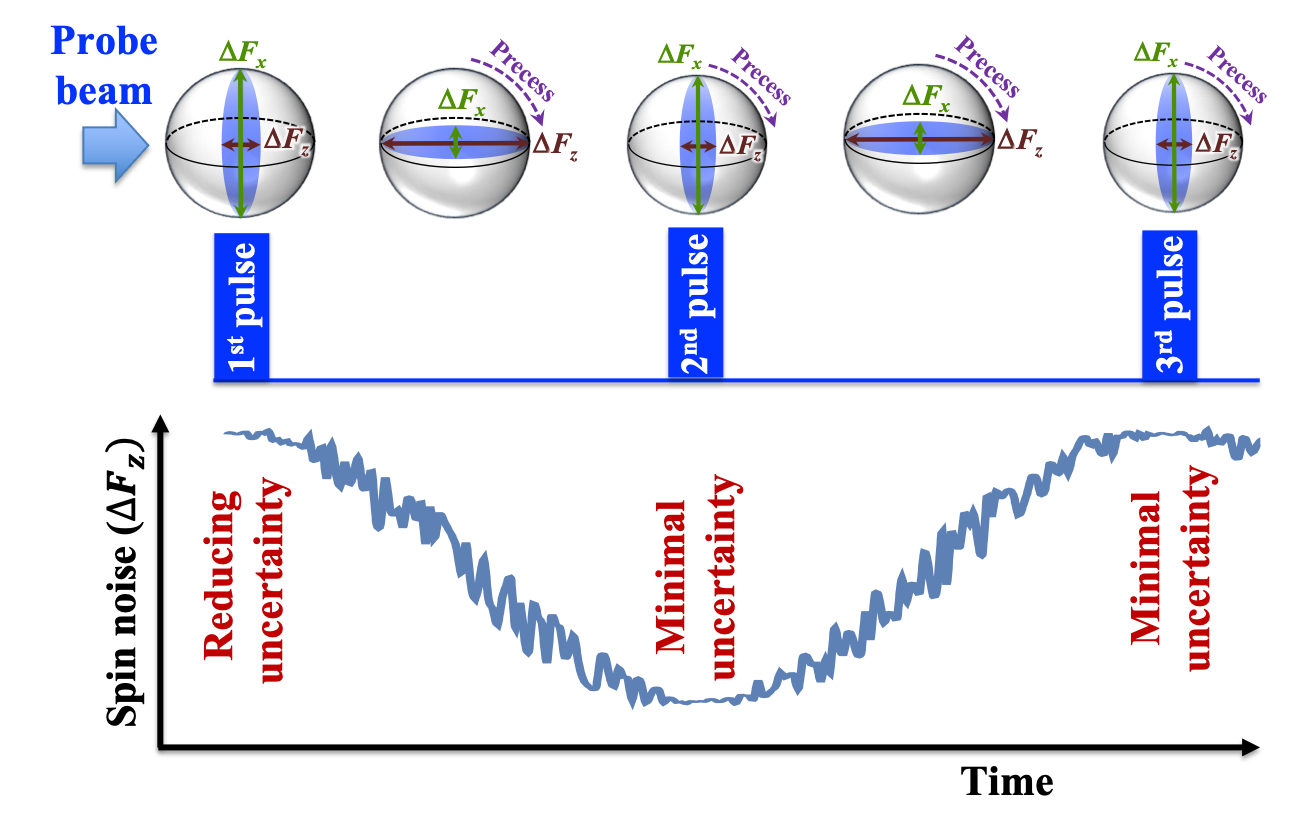 Probe
beam
ΔFx
ΔFz
Precess
ΔFx
ΔFz
ΔFx
Precess
ΔFz
Precess
ΔFx
ΔFz
ΔFx
Precess
ΔFz
1st pulse
2nd pulse
3rd pulse
Spin noise (ΔFz)
Reducing
uncertainty
Minimal
uncertainty
Minimal
uncertainty
Time